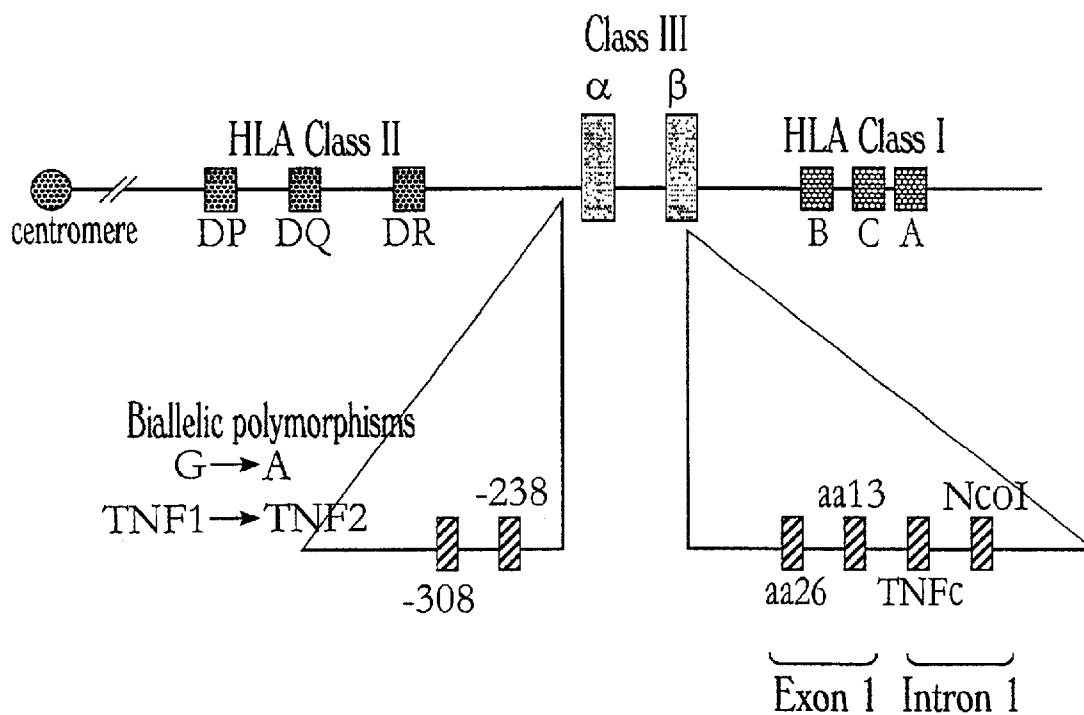 Class III
α β
HLA Class II HLA Class I
centromere DP DQ DR B C A
Biallelic polymorphisms
G→A
TNF1→TNF2
-238 aa13 NcoI
-308 aa26 TNFc
Exon 1 Intron 1